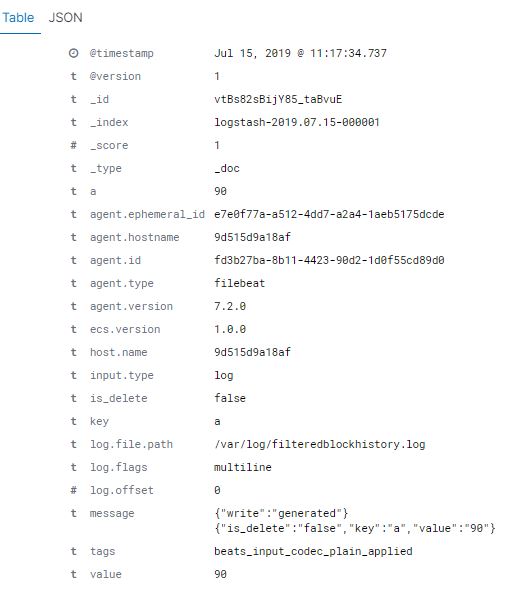 Table JSON
@timestamp Jul 15, 2019 @ 11:17:34.737
t @version 1
t _id vtBs82sBijY85_taBvuE
t _index logstash-2019.07.15-000001
# _score 1
t _type _doc
t a 90
t agent.ephemeral_id e7e0f77a-a512-4dd7-a2a4-1aeb5175dcde
t agent.hostname 9d515d9a18af
t agent.id fd3b27ba-8b11-4423-90d2-1d0f55cd89d0
t agent.type filebeat
t agent.version 7.2.0
t ecs.version 1.0.0
t host.name 9d515d9a18af
t input.type log
t is_delete false
t key a
t log.file.path /var/log/filteredblockhistory.log
t log.flags multiline
# log.offset 0
t message {"write":"generated"}
{"is_delete":"false","key":"a","value":"90"}
t tags beats_input_codec_plain_applied
t value 90